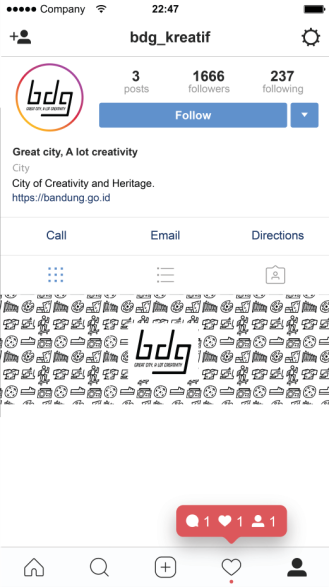 Company 22:47
bdg_kreatif
bdg
GREAT CITY, A LOT CREATIVITY
3 1666 237
posts followers following
Follow
Great city, A lot creativity
City
City of Creativity and Heritage.
https://bandung.go.id
Call Email Directions
bdg
GREAT CITY, A LOT CREATIVITY
1 1 1